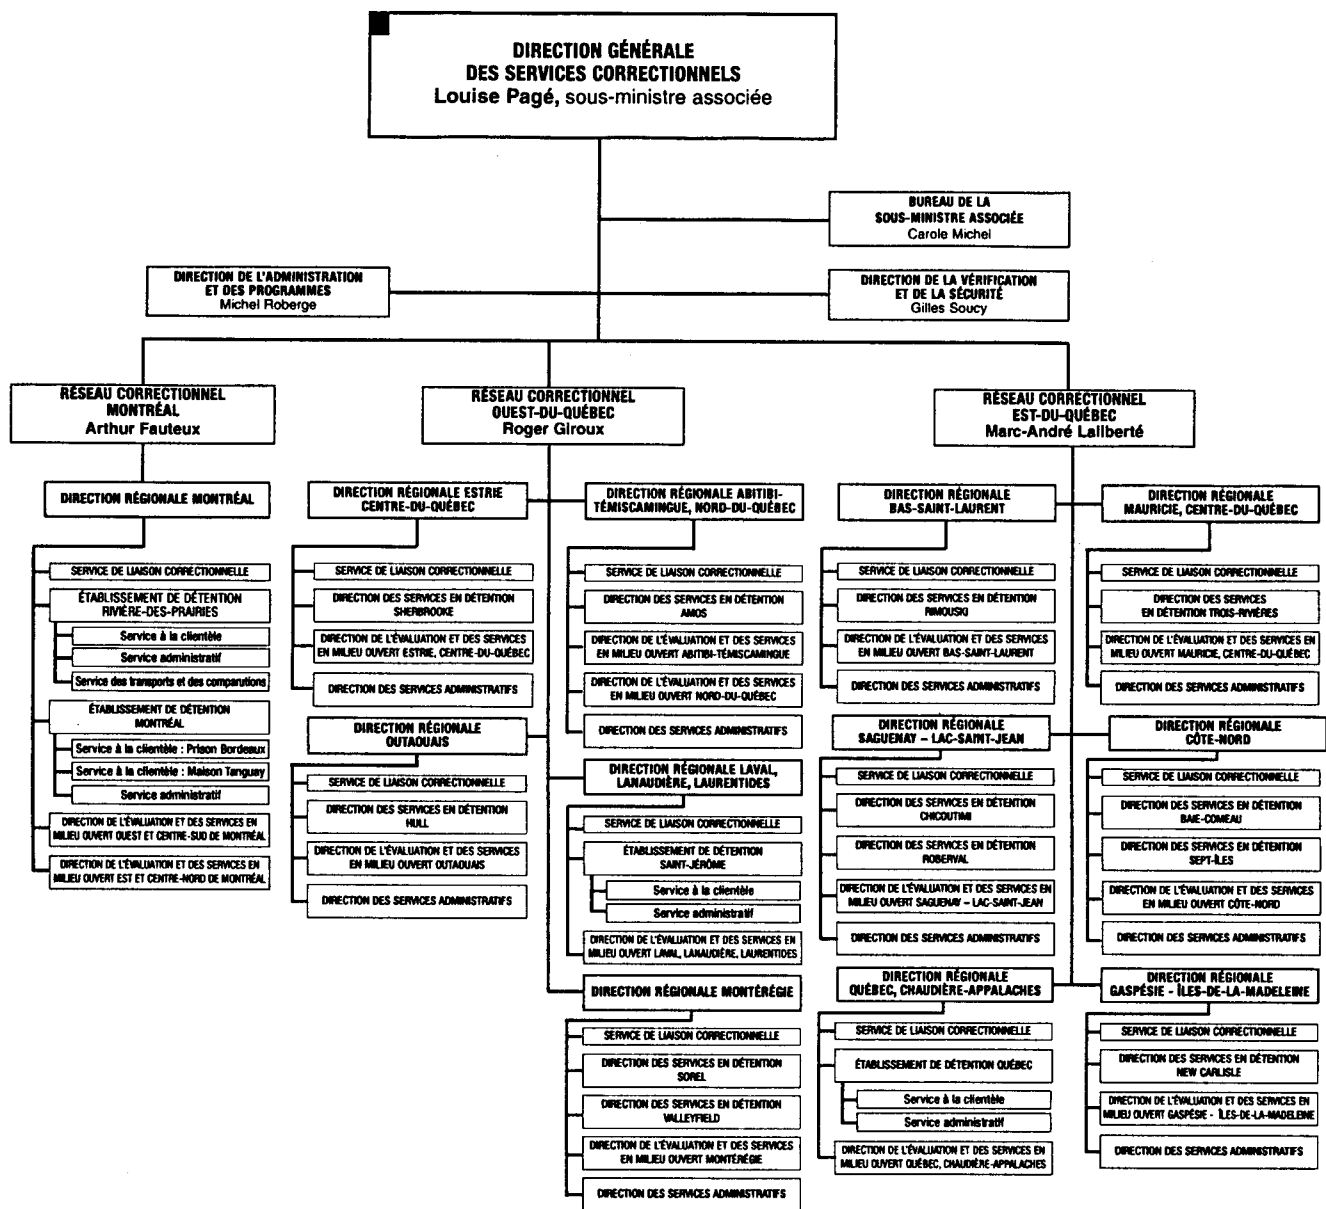 DIRECTION GÉNÉRALE
DES SERVICES CORRECTIONNELS
Louise Pagé, sous-ministre associée
BUREAU DE LA
SOUS-MINISTRE ASSOCIÉE
Carole Michel
DIRECTION DE L'ADMINISTRATION
ET DES PROGRAMMES
Michel Roberge
DIRECTION DE LA VÉRIFICATION
ET DE LA SÉCURITÉ
Gilles Soucy
RÉSEAU CORRECTIONNEL
MONTRÉAL
Arthur Fauteux
RÉSEAU CORRECTIONNEL
OUEST-DU-QUÉBEC
Roger Giroux
RÉSEAU CORRECTIONNEL
EST-DU-QUÉBEC
Marc-André Laliberté
DIRECTION RÉGIONALE MONTRÉAL
SERVICE DE LIAISON CORRECTIONNELLE
ÉTABLISSEMENT DE DÉTENTION
RIVIÈRE-DES-PRAIRIES
Service à la clientèle
Service administratif
Service des transports et des comparutions
ÉTABLISSEMENT DE DÉTENTION
MONTRÉAL
Service à la clientèle : Prison Bordeaux
Service à la clientèle : Maison Tanguay
Service administratif
DIRECTION DE L'ÉVALUATION ET DES SERVICES EN
MILIEU OUVERT OUEST ET CENTRE-SUD DE MONTRÉAL
DIRECTION DE L'ÉVALUATION ET DES SERVICES EN
MILIEU OUVERT EST ET CENTRE-NORD DE MONTRÉAL
DIRECTION RÉGIONALE ESTRIE
CENTRE-DU-QUÉBEC
SERVICE DE LIAISON CORRECTIONNELLE
DIRECTION DES SERVICES EN DÉTENTION
SHERBROOKE
DIRECTION DE L'ÉVALUATION ET DES SERVICES
EN MILIEU OUVERT ESTRIE, CENTRE-DU-QUÉBEC
DIRECTION DES SERVICES ADMINISTRATIFS
DIRECTION RÉGIONALE
OUTAOUAIS
SERVICE DE LIAISON CORRECTIONNELLE
DIRECTION DES SERVICES EN DÉTENTION
HULL
DIRECTION DE L'ÉVALUATION ET DES SERVICES
EN MILIEU OUVERT OUTAOUAIS
DIRECTION DES SERVICES ADMINISTRATIFS
DIRECTION RÉGIONALE ABITIBI-
TÉMISCAMINGUE, NORD-DU-QUÉBEC
SERVICE DE LIAISON CORRECTIONNELLE
DIRECTION DES SERVICES EN DÉTENTION
AMOS
DIRECTION DE L'ÉVALUATION ET DES SERVICES
EN MILIEU OUVERT ABITIBI-TÉMISCAMINGUE
DIRECTION DE L'ÉVALUATION ET DES SERVICES
EN MILIEU OUVERT NORD-DU-QUÉBEC
DIRECTION DES SERVICES ADMINISTRATIFS
DIRECTION RÉGIONALE LAVAL,
LANAUDIÈRE, LAURENTIDES
SERVICE DE LIAISON CORRECTIONNELLE
ÉTABLISSEMENT DE DÉTENTION
SAINT-JÉRÔME
Service à la clientèle
Service administratif
DIRECTION DE L'ÉVALUATION ET DES SERVICES EN
MILIEU OUVERT LAVAL, LANAUDIÈRE, LAURENTIDES
DIRECTION RÉGIONALE MONTÉRÉGIE
SERVICE DE LIAISON CORRECTIONNELLE
DIRECTION DES SERVICES EN DÉTENTION
SOREL
DIRECTION DES SERVICES EN DÉTENTION
VALLEYFIELD
DIRECTION DE L'ÉVALUATION ET DES SERVICES
EN MILIEU OUVERT MONTÉRÉGIE
DIRECTION DES SERVICES ADMINISTRATIFS
DIRECTION RÉGIONALE
BAS-SAINT-LAURENT
SERVICE DE LIAISON CORRECTIONNELLE
DIRECTION DES SERVICES EN DÉTENTION
RIMOUSKI
DIRECTION DE L'ÉVALUATION ET DES SERVICES
EN MILIEU OUVERT BAS-SAINT-LAURENT
DIRECTION DES SERVICES ADMINISTRATIFS
DIRECTION RÉGIONALE
SAGUENAY – LAC-SAINT-JEAN
SERVICE DE LIAISON CORRECTIONNELLE
DIRECTION DES SERVICES EN DÉTENTION
CHICOUTIMI
DIRECTION DES SERVICES EN DÉTENTION
ROBERVAL
DIRECTION DE L'ÉVALUATION ET DES SERVICES EN
MILIEU OUVERT SAGUENAY – LAC-SAINT-JEAN
DIRECTION DES SERVICES ADMINISTRATIFS
DIRECTION RÉGIONALE
QUÉBEC, CHAUDIÈRE-APPALACHES
SERVICE DE LIAISON CORRECTIONNELLE
ÉTABLISSEMENT DE DÉTENTION QUÉBEC
Service à la clientèle
Service administratif
DIRECTION DE L'ÉVALUATION ET DES SERVICES EN
MILIEU OUVERT QUÉBEC, CHAUDIÈRE-APPALACHES
DIRECTION RÉGIONALE
MAURICIE, CENTRE-DU-QUÉBEC
SERVICE DE LIAISON CORRECTIONNELLE
DIRECTION DES SERVICES
EN DÉTENTION TROIS-RIVIÈRES
DIRECTION DE L'ÉVALUATION ET DES SERVICES EN
MILIEU OUVERT MAURICIE, CENTRE-DU-QUÉBEC
DIRECTION DES SERVICES ADMINISTRATIFS
DIRECTION RÉGIONALE
CÔTE-NORD
SERVICE DE LIAISON CORRECTIONNELLE
DIRECTION DES SERVICES EN DÉTENTION
BAIE-COMEAU
DIRECTION DES SERVICES EN DÉTENTION
SEPT-ÎLES
DIRECTION DE L'ÉVALUATION ET DES SERVICES
EN MILIEU OUVERT CÔTE-NORD
DIRECTION DES SERVICES ADMINISTRATIFS
DIRECTION RÉGIONALE
GASPÉSIE - ÎLES-DE-LA-MADELEINE
SERVICE DE LIAISON CORRECTIONNELLE
DIRECTION DES SERVICES EN DÉTENTION
NEW CARLISLE
DIRECTION DE L'ÉVALUATION ET DES SERVICES EN
MILIEU OUVERT GASPÉSIE - ÎLES-DE-LA-MADELEINE
DIRECTION DES SERVICES ADMINISTRATIFS